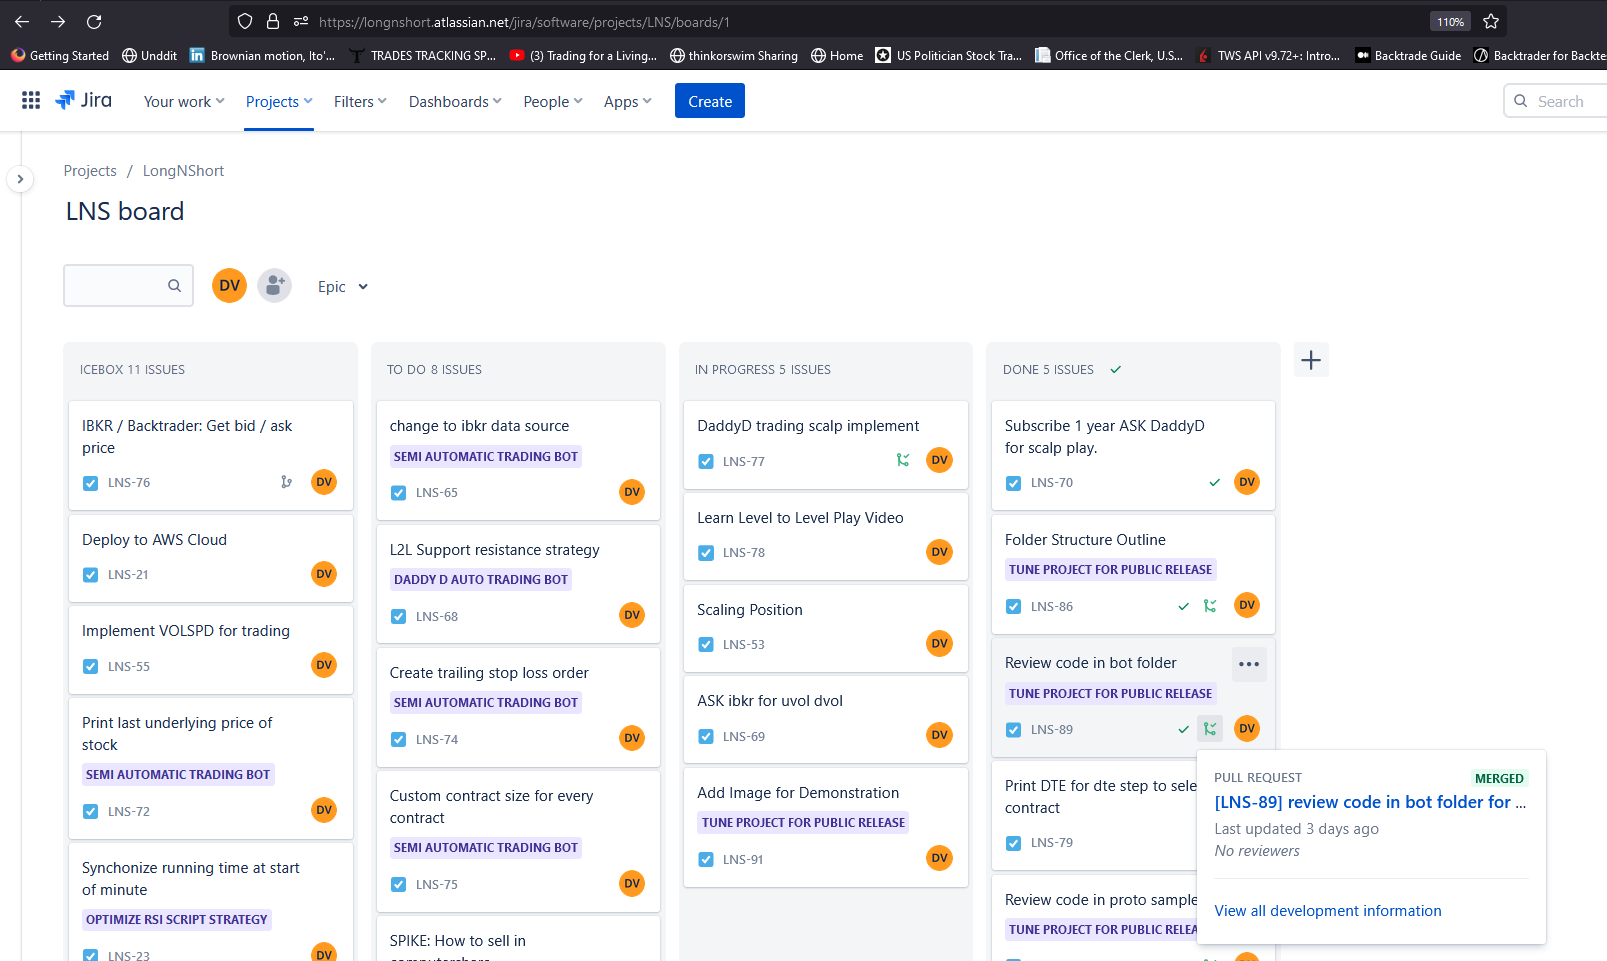 https://longnshort.atlassian.net/jira/software/projects/LNS/boards/1
110%
Getting Started
Unddit
Brownian motion, Ito'...
TRADES TRACKING SP...
(3) Trading for a Living...
thinkorswim Sharing
Home
US Politician Stock Tra...
Office of the Clerk, U.S...
TWS API v9.72+: Intro...
Backtrade Guide
Backtrader for Backte
Jira
Your work
Projects
Filters
Dashboards
People
Apps
Create
Search
Projects / LongNShort
LNS board
DV
Epic
ICEBOX 11 ISSUES
IBKR / Backtrader: Get bid / ask
price
LNS-76
DV
Deploy to AWS Cloud
LNS-21
DV
Implement VOLSPD for trading
LNS-55
DV
Print last underlying price of
stock
SEMI AUTOMATIC TRADING BOT
LNS-72
DV
Synchonize running time at start
of minute
OPTIMIZE RSI SCRIPT STRATEGY
LNS-23
DV
TO DO 8 ISSUES
change to ibkr data source
SEMI AUTOMATIC TRADING BOT
LNS-65
DV
L2L Support resistance strategy
DADDY D AUTO TRADING BOT
LNS-68
DV
Create trailing stop loss order
SEMI AUTOMATIC TRADING BOT
LNS-74
DV
Custom contract size for every
contract
SEMI AUTOMATIC TRADING BOT
LNS-75
DV
SPIKE: How to sell in
IN PROGRESS 5 ISSUES
DaddyD trading scalp implement
LNS-77
DV
Learn Level to Level Play Video
LNS-78
DV
Scaling Position
LNS-53
DV
ASK ibkr for uvol dvol
LNS-69
DV
Add Image for Demonstration
TUNE PROJECT FOR PUBLIC RELEASE
LNS-91
DV
DONE 5 ISSUES
Subscribe 1 year ASK DaddyD
for scalp play.
LNS-70
DV
Folder Structure Outline
TUNE PROJECT FOR PUBLIC RELEASE
LNS-86
DV
Review code in bot folder
TUNE PROJECT FOR PUBLIC RELEASE
LNS-89
DV
Print DTE for dte step to sele
contract
LNS-79
Review code in proto sample
TUNE PROJECT FOR PUBLIC RELEA
PULL REQUEST
MERGED
[LNS-89] review code in bot folder for ...
Last updated 3 days ago
No reviewers
View all development information